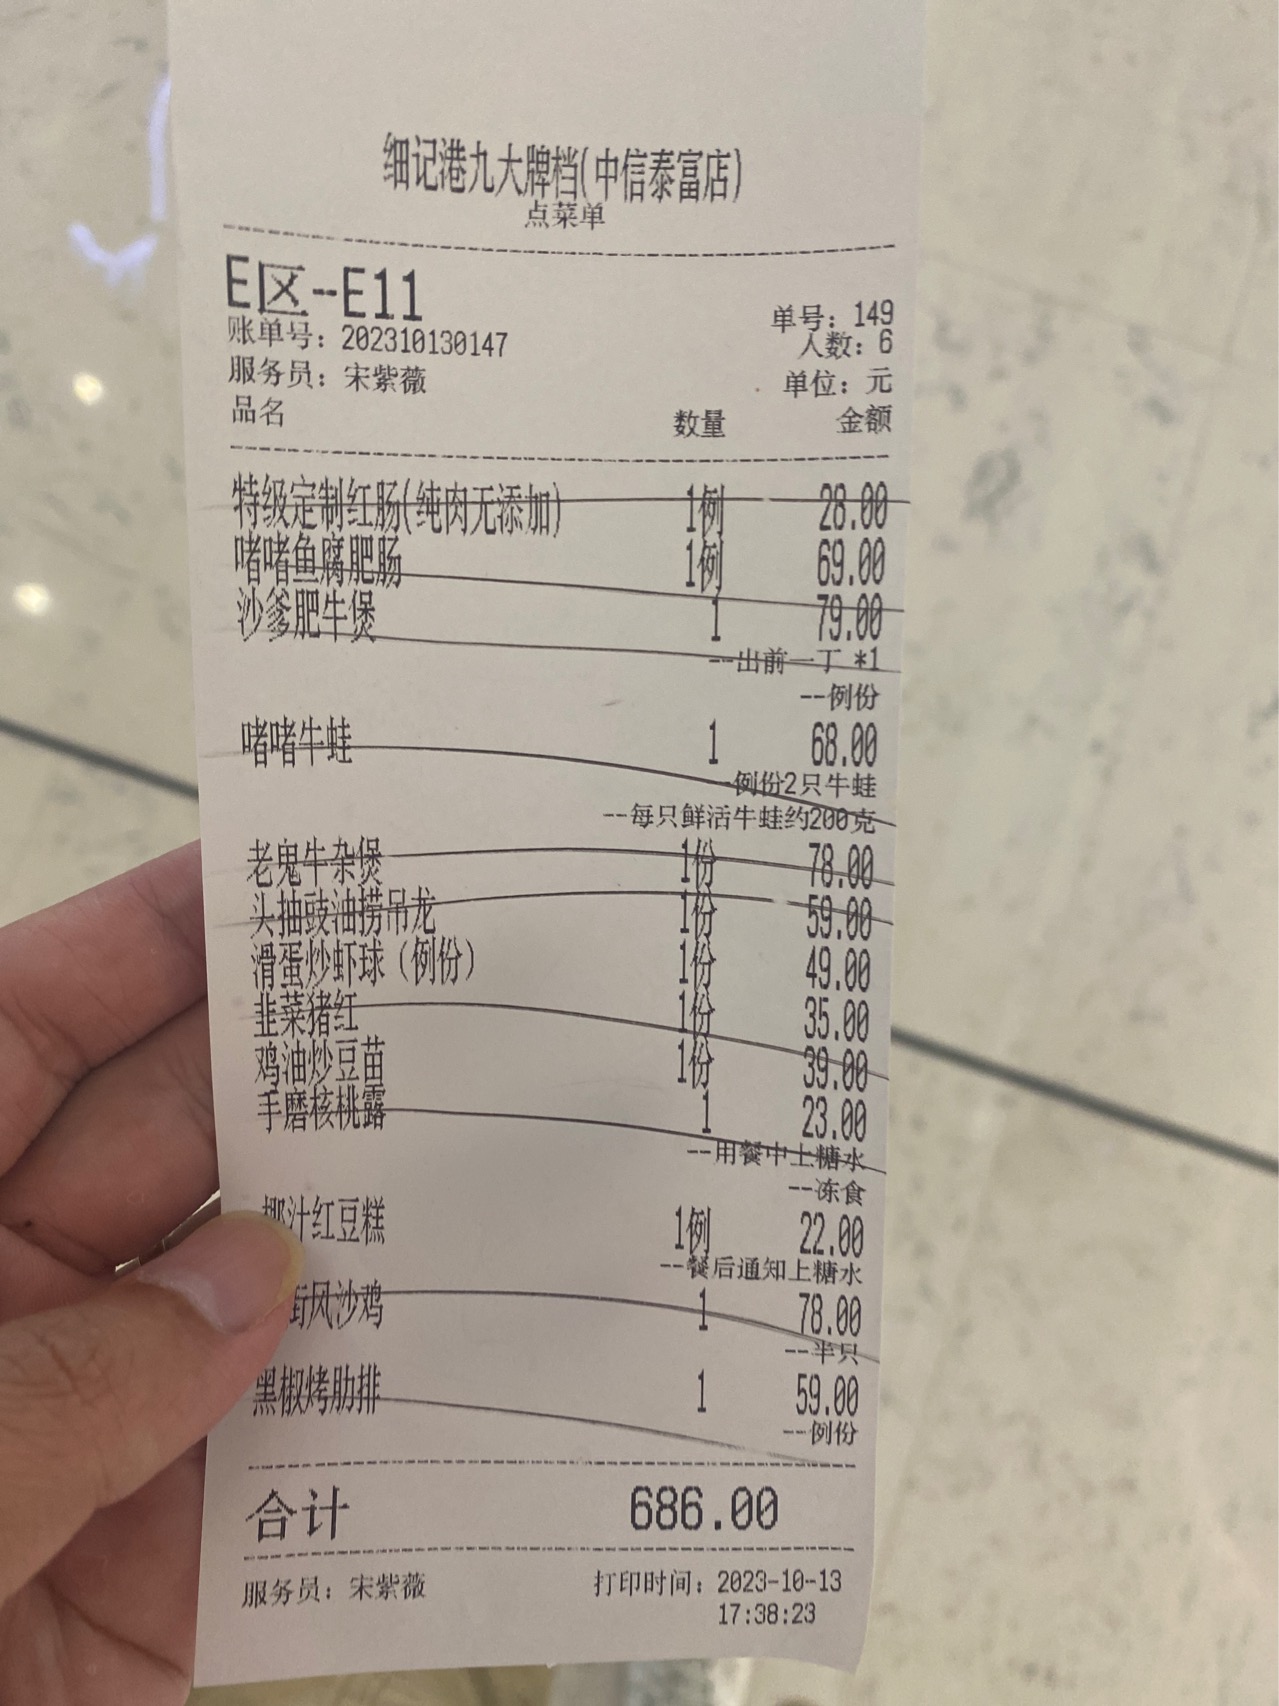 细记港九大牌档(中信泰富店)
点菜单
E区--E11
单号：149
账单号：202310130147
人数：6
服务员：宋紫薇
单位：元
品名 数量 金额
特级定制红肠(纯肉无添加) 1例 28.00
啫啫鱼腐肥肠 1例 69.00
沙爹肥牛煲 1 79.00
--出前一丁 *1
--例份
啫啫牛蛙 1 68.00
--例份2只牛蛙
--每只鲜活牛蛙约200克
老鬼牛杂煲 1份 78.00
头抽豉油捞吊龙 1份 59.00
滑蛋炒虾球（例份） 1份 49.00
韭菜猪红 1份 35.00
鸡油炒豆苗 1份 39.00
手磨核桃露 1 23.00
--用餐中上糖水
--冻食
椰汁红豆糕 1例 22.00
--餐后通知上糖水
街风沙鸡 1 78.00
--半只
黑椒烤肋排 1 59.00
--例份
合计 686.00
服务员：宋紫薇 打印时间：2023-10-13
17:38:23